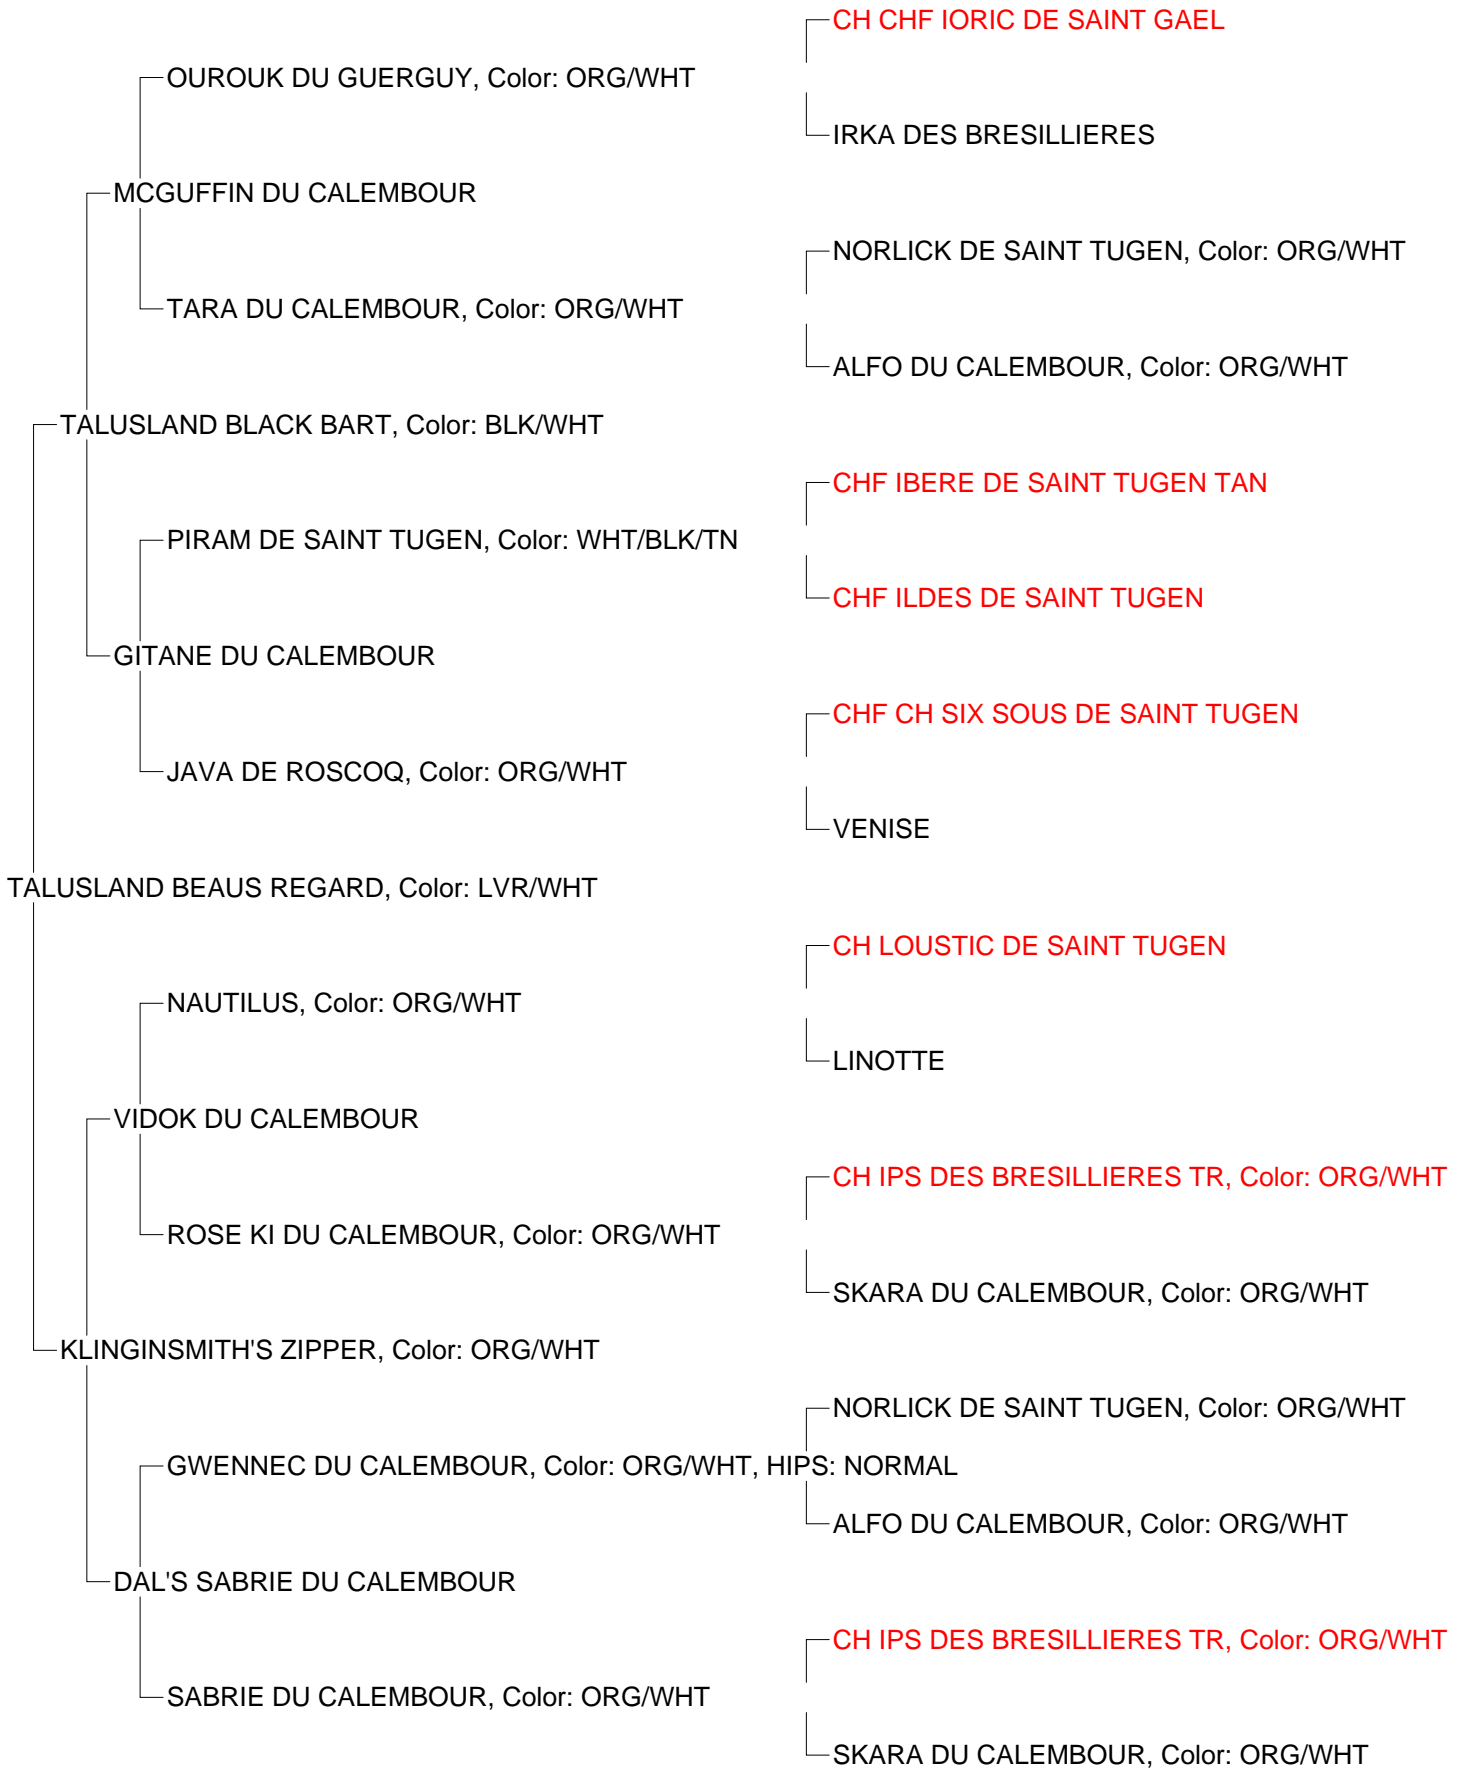 CH CHF IORIC DE SAINT GAEL
OUROUK DU GUERGUY, Color: ORG/WHT
IRKA DES BRESILLIERES
MCGUFFIN DU CALEMBOUR
NORLICK DE SAINT TUGEN, Color: ORG/WHT
TARA DU CALEMBOUR, Color: ORG/WHT
ALFO DU CALEMBOUR, Color: ORG/WHT
TALUSLAND BLACK BART, Color: BLK/WHT
CHF IBERE DE SAINT TUGEN TAN
PIRAM DE SAINT TUGEN, Color: WHT/BLK/TN
CHF ILDES DE SAINT TUGEN
GITANE DU CALEMBOUR
CHF CH SIX SOUS DE SAINT TUGEN
JAVA DE ROSCOQ, Color: ORG/WHT
VENISE
TALUSLAND BEAUS REGARD, Color: LVR/WHT
CH LOUSTIC DE SAINT TUGEN
NAUTILUS, Color: ORG/WHT
LINOTTE
VIDOK DU CALEMBOUR
CH IPS DES BRESILLIERES TR, Color: ORG/WHT
ROSE KI DU CALEMBOUR, Color: ORG/WHT
SKARA DU CALEMBOUR, Color: ORG/WHT
KLINGINSMITH'S ZIPPER, Color: ORG/WHT
NORLICK DE SAINT TUGEN, Color: ORG/WHT
GWENNEC DU CALEMBOUR, Color: ORG/WHT, HIPS: NORMAL
ALFO DU CALEMBOUR, Color: ORG/WHT
DAL'S SABRIE DU CALEMBOUR
CH IPS DES BRESILLIERES TR, Color: ORG/WHT
SABRIE DU CALEMBOUR, Color: ORG/WHT
SKARA DU CALEMBOUR, Color: ORG/WHT